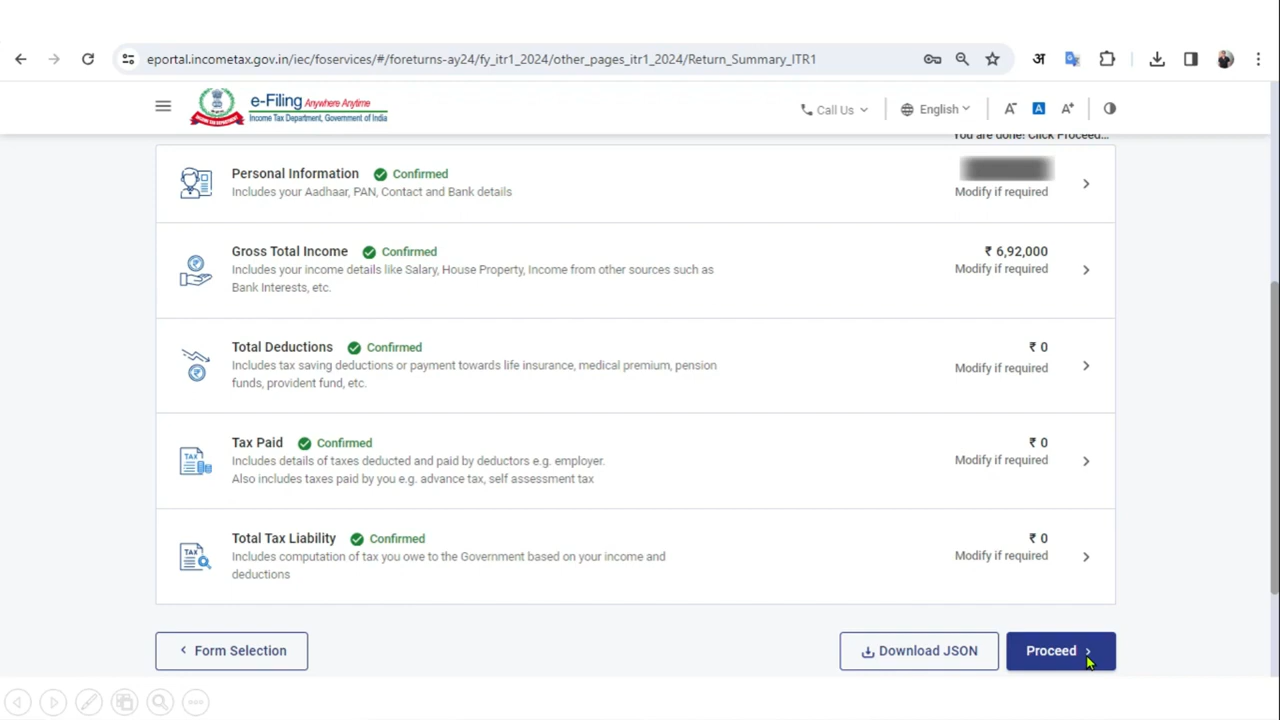 eportal.incometax.gov.in/iec/foservices/#/foreturns-ay24/fy_itr1_2024/other_pages_itr1_2024/Return_Summary_ITR1
अ
e-Filing Anywhere Anytime
Income Tax Department, Government of India
Call Us
English
A-
A
A+
You are done! Click Proceed...
Personal Information Confirmed
Includes your Aadhaar, PAN, Contact and Bank details
Modify if required
Gross Total Income Confirmed
₹ 6,92,000
Includes your income details like Salary, House Property, Income from other sources such as
Bank Interests, etc.
Modify if required
Total Deductions Confirmed
₹ 0
Includes tax saving deductions or payment towards life insurance, medical premium, pension
funds, provident fund, etc.
Modify if required
Tax Paid Confirmed
₹ 0
TAX
Includes details of taxes deducted and paid by deductors e.g. employer.
Also includes taxes paid by you e.g. advance tax, self assessment tax
Modify if required
Total Tax Liability Confirmed
₹ 0
TAX
Includes computation of tax you owe to the Government based on your income and
deductions
Modify if required
Form Selection
Download JSON
Proceed